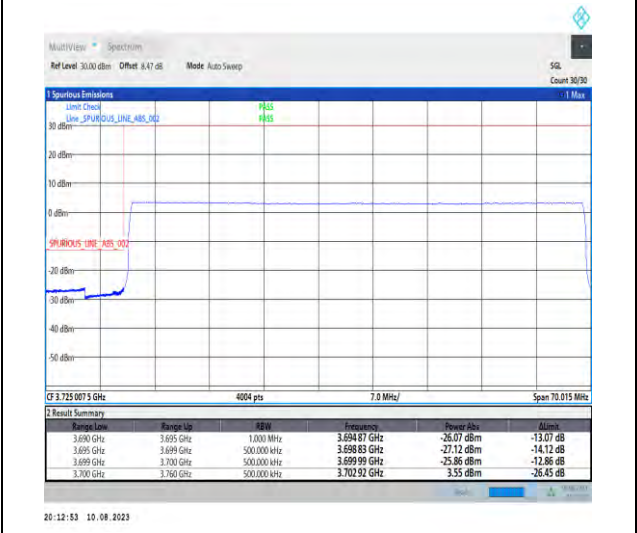 MultiView Spectrum
Ref Level 30.00 dBm Offset 8.47 dB Mode Auto Sweep SGL
Count 30/30
1 Spurious Emissions 1 Max
Limit Check PASS
Line _SPURIOUS_LINE_ABS_002 PASS
30 dBm
20 dBm
10 dBm
0 dBm
SPURIOUS_LINE_ABS_002
-20 dBm
-30 dBm
-40 dBm
-50 dBm
CF 3.725 007 5 GHz 4004 pts 7.0 MHz/ Span 70.015 MHz
2 Result Summary
Range Low Range Up RBW Frequency Power Abs ΔLimit
3.690 GHz 3.695 GHz 1.000 MHz 3.694 87 GHz -26.07 dBm -13.07 dB
3.695 GHz 3.699 GHz 500.000 kHz 3.698 83 GHz -27.12 dBm -14.12 dB
3.699 GHz 3.700 GHz 500.000 kHz 3.699 99 GHz -25.86 dBm -12.86 dB
3.700 GHz 3.760 GHz 500.000 kHz 3.702 92 GHz 3.55 dBm -26.45 dB
20:12:53 10.08.2023